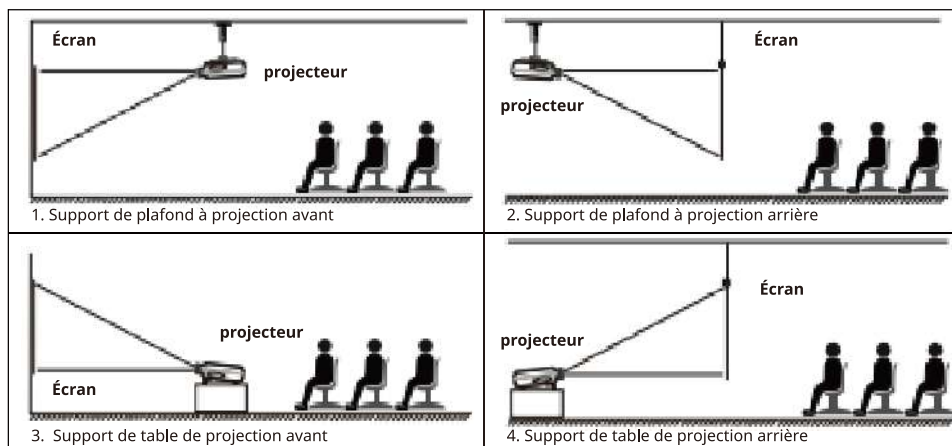 Écran
projecteur
1. Support de plafond à projection avant
Écran
projecteur
2. Support de plafond à projection arrière
projecteur
Écran
3. Support de table de projection avant
Écran
projecteur
4. Support de table de projection arrière